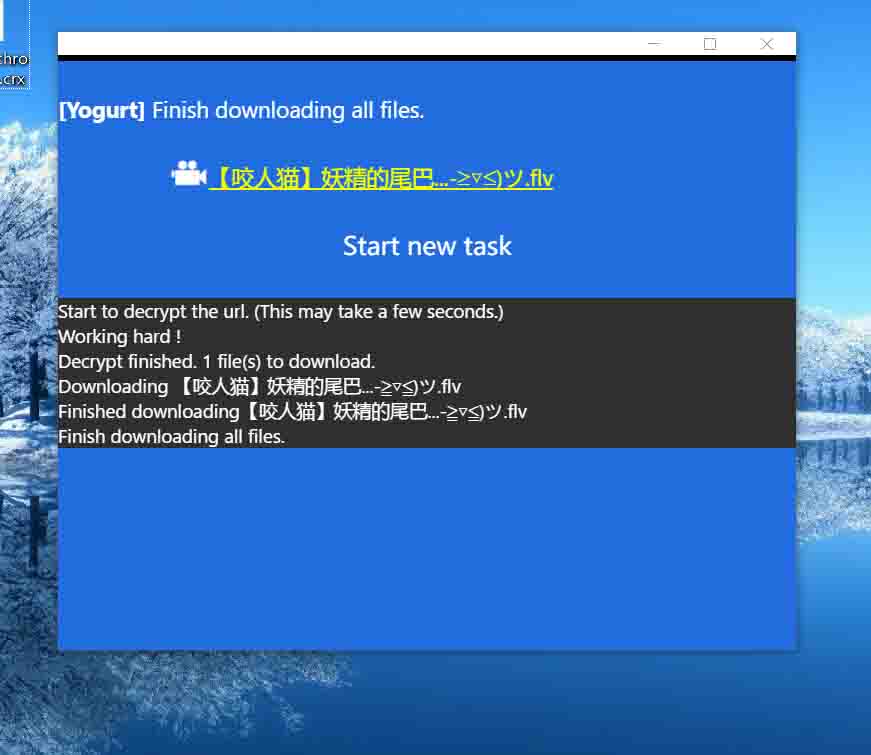 thro
.crx
[Yogurt] Finish downloading all files.
【咬人猫】妖精的尾巴...-≥▿≤)ツ.flv
Start new task
Start to decrypt the url. (This may take a few seconds.)
Working hard !
Decrypt finished. 1 file(s) to download.
Downloading 【咬人猫】妖精的尾巴...-≥▿≤)ツ.flv
Finished downloading【咬人猫】妖精的尾巴...-≥▿≤)ツ.flv
Finish downloading all files.